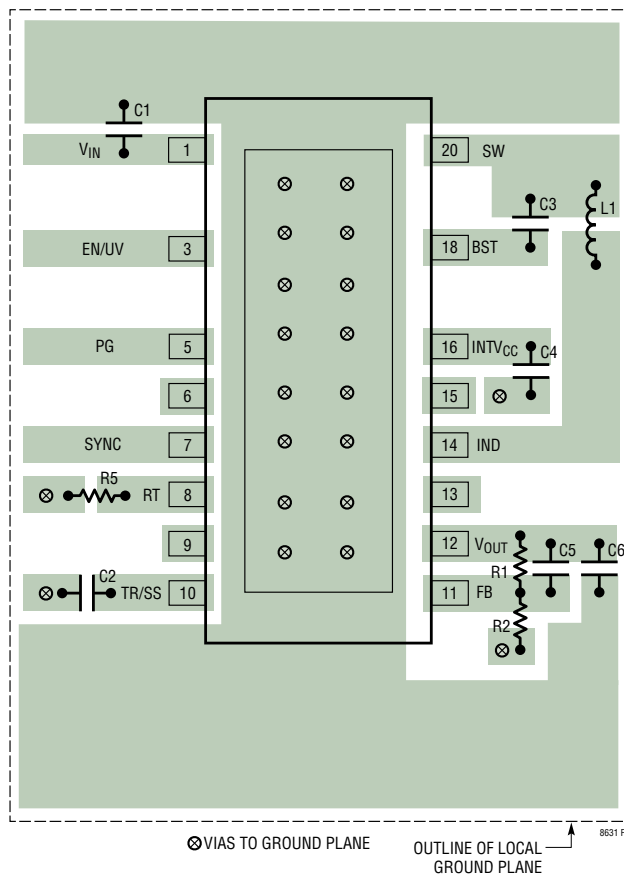 C1
VIN 1
20 SW
C3
L1
EN/UV 3
18 BST
PG 5
16 INTVCC
C4
6
15
SYNC 7
14 IND
R5
RT 8
13
9
12 VOUT
C5
C6
R1
C2
TR/SS 10
11 FB
R2
VIAS TO GROUND PLANE
OUTLINE OF LOCAL
GROUND PLANE
8631